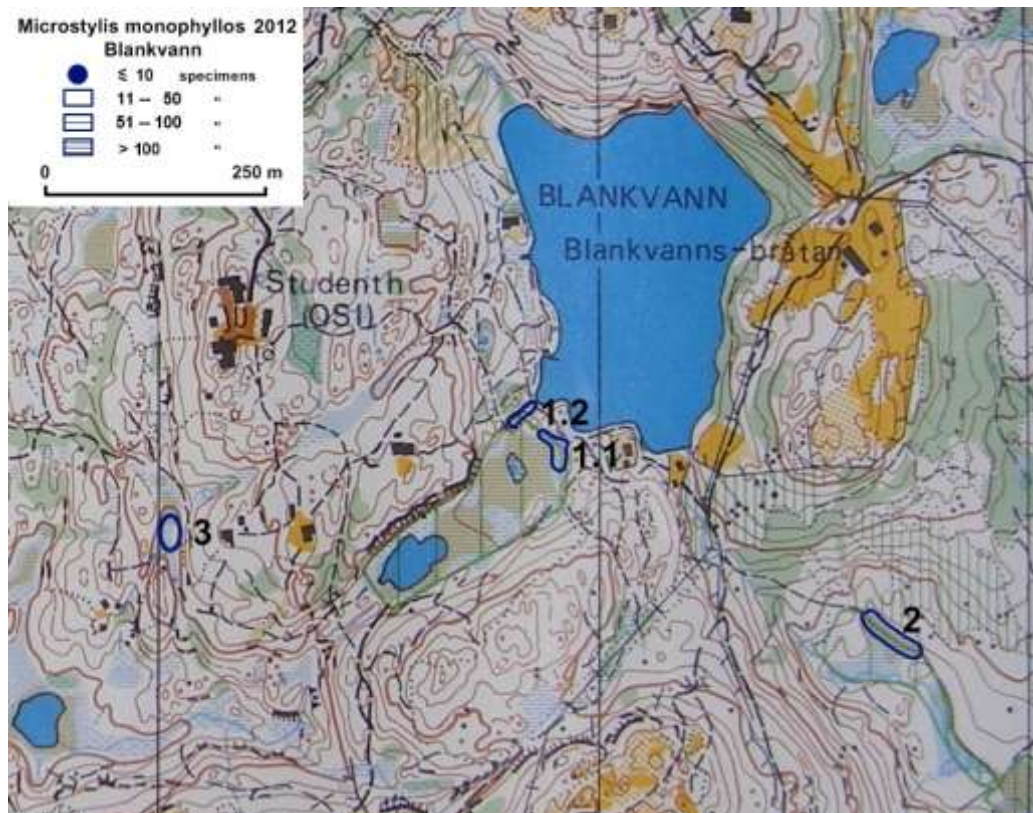 Microstylis monophyllos 2012
Blankvann
≤ 10 specimens
11 – 50 "
51 – 100 "
> 100 "
0 250 m
BLANKVANN
Blankvanns-bråtan
Studenth
OSI
1.2
1.1
3
2